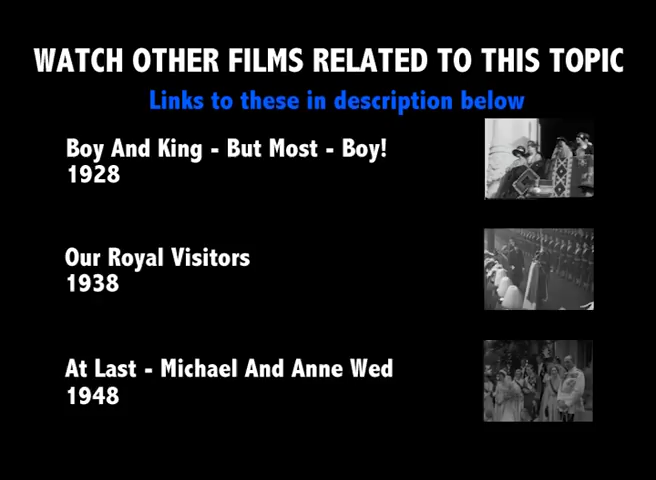 WATCH OTHER FILMS RELATED TO THIS TOPIC
Links to these in description below
Boy And King - But Most - Boy!
1928
Our Royal Visitors
1938
At Last - Michael And Anne Wed
1948